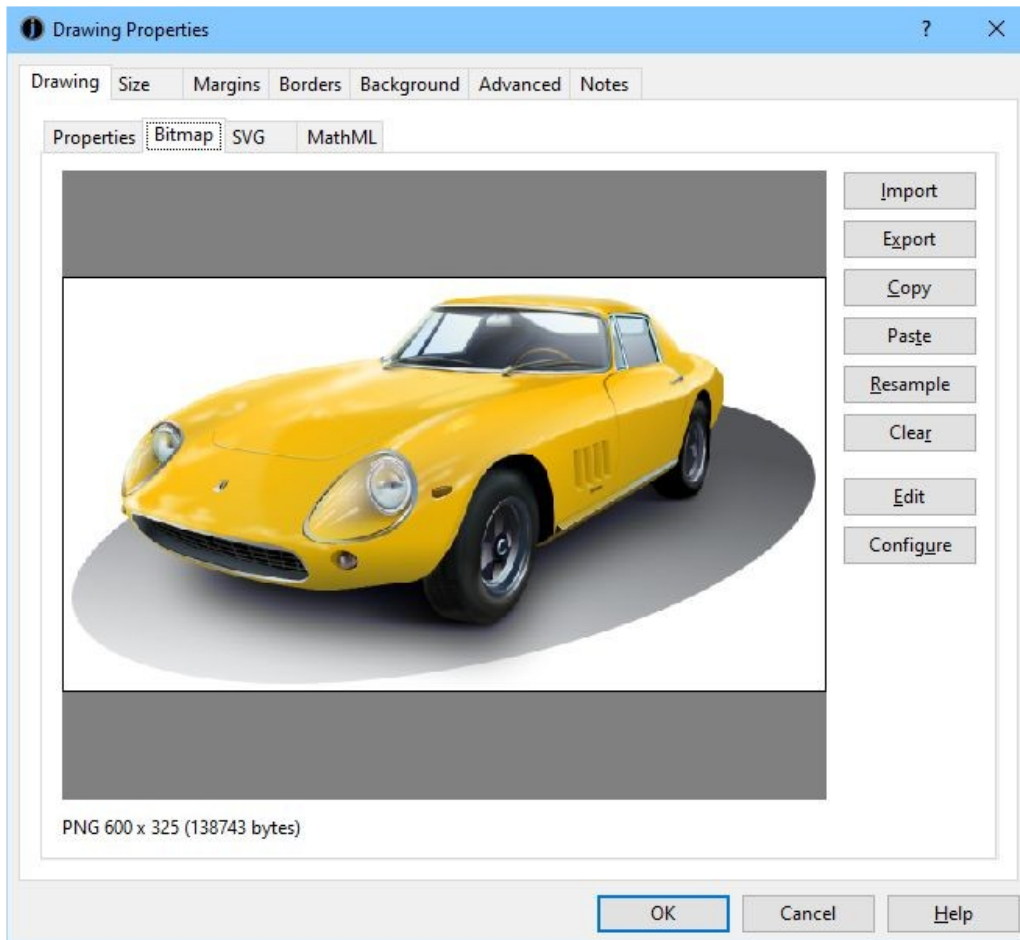 Drawing Properties ?
Drawing Size Margins Borders Background Advanced Notes
Properties Bitmap SVG MathML
Import
Export
Copy
Paste
Resample
Clear
Edit
Configure
PNG 600 x 325 (138743 bytes)
OK Cancel Help